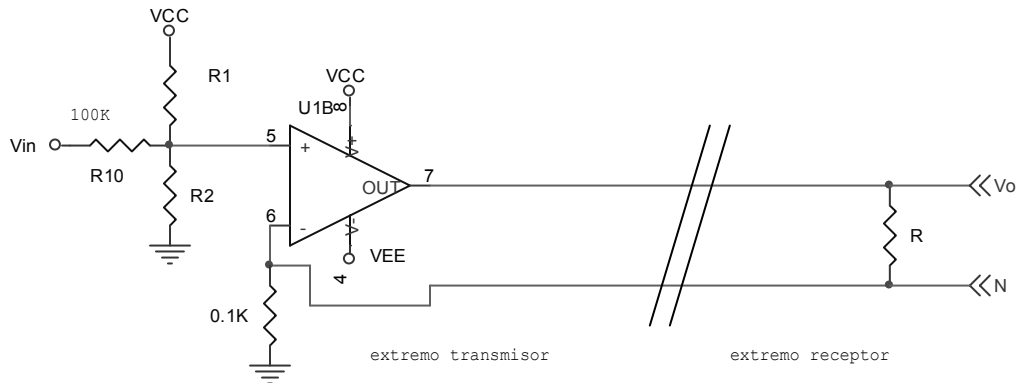 VCC
R1
VCC
U1B
8
100K
V+
5
Vin
+
7
R10
OUT
Vo
R2
6
-
V-
R
VEE
4
N
0.1K
extremo transmisor
extremo receptor